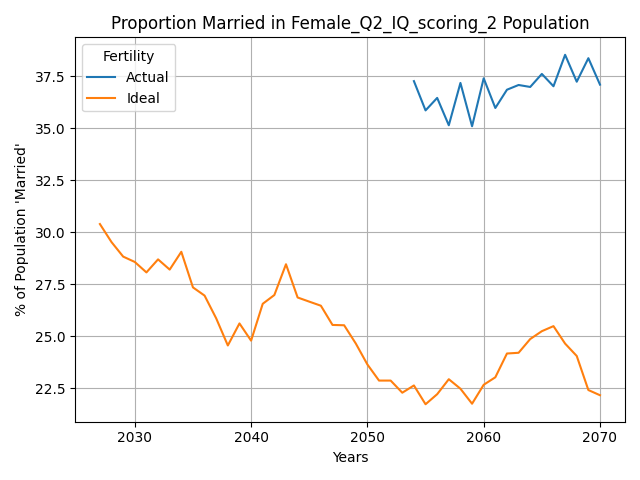 Proportion Married in Female_Q2_IQ_scoring_2 Population
% of Population 'Married'
37.5
35.0
32.5
30.0
27.5
25.0
22.5
Fertility
Actual
Ideal
2030
2040
2050
2060
2070
Years